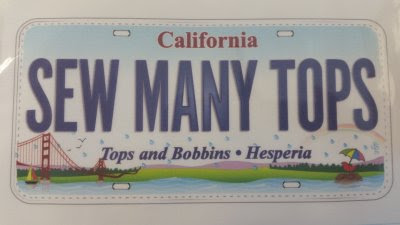 California
SEW MANY TOPS
Tops and Bobbins • Hesperia